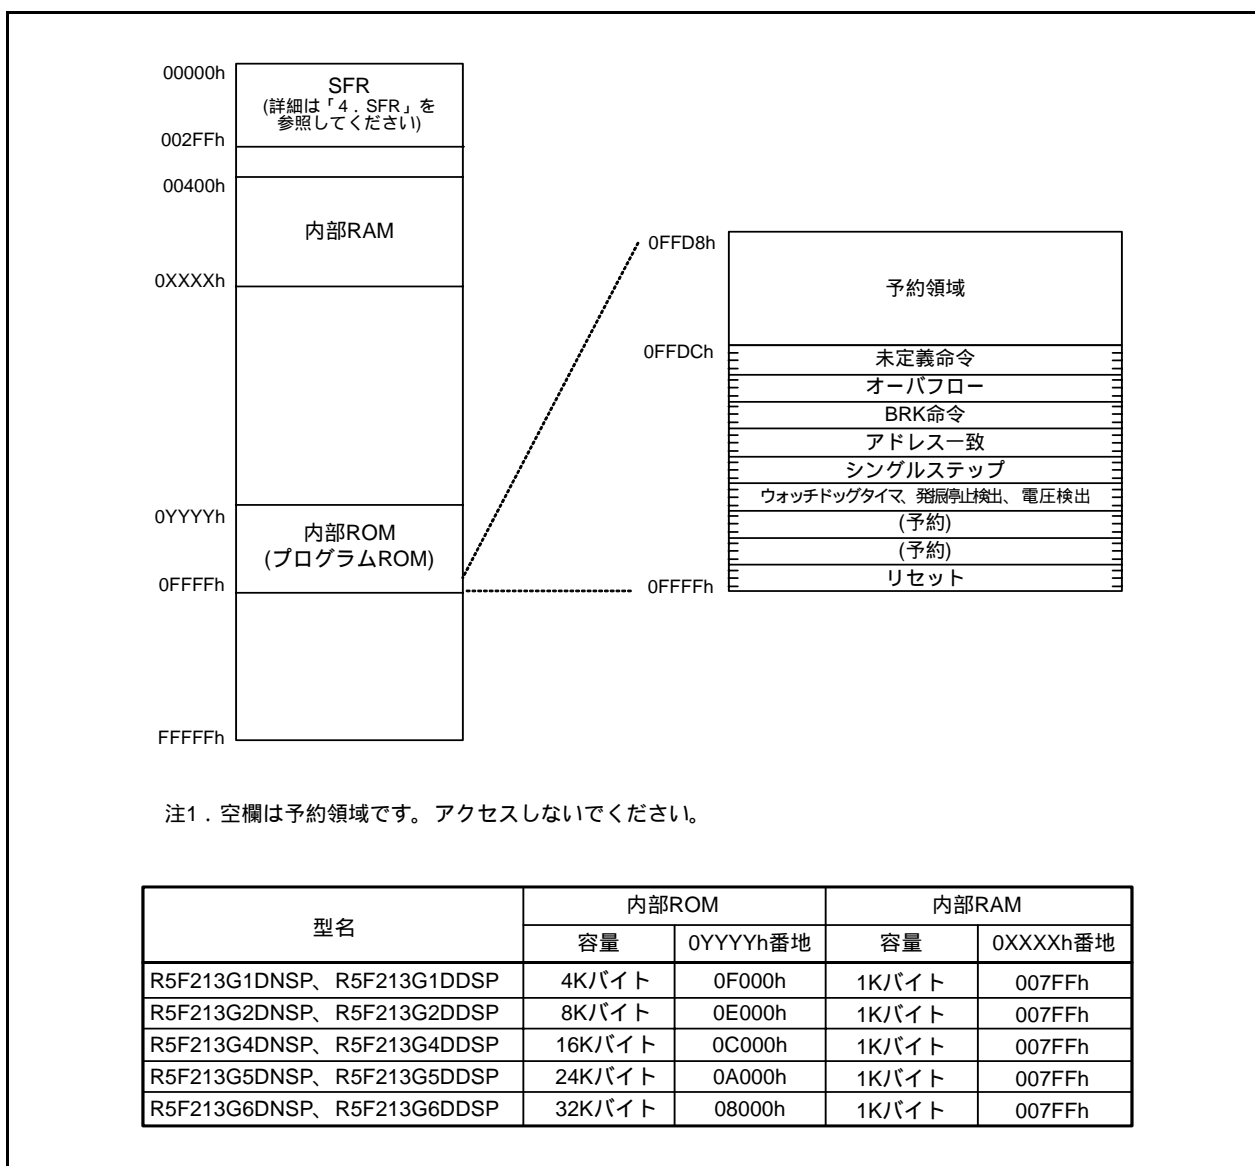 00000h
SFR
(詳細は「4．SFR」を
参照してください)
002FFh
00400h
内部RAM
0XXXXh
0YYYYh
内部ROM
(プログラムROM)
0FFFFh
FFFFFh
0FFD8h
予約領域
0FFDCh
未定義命令
オーバフロー
BRK命令
アドレス一致
シングルステップ
ウォッチドッグタイマ、発振停止検出、電圧検出
(予約)
(予約)
リセット
0FFFFh
注1．空欄は予約領域です。アクセスしないでください。
型名 内部ROM 内部RAM
容量 0YYYYh番地 容量 0XXXXh番地
R5F213G1DNSP、R5F213G1DDSP 4Kバイト 0F000h 1Kバイト 007FFh
R5F213G2DNSP、R5F213G2DDSP 8Kバイト 0E000h 1Kバイト 007FFh
R5F213G4DNSP、R5F213G4DDSP 16Kバイト 0C000h 1Kバイト 007FFh
R5F213G5DNSP、R5F213G5DDSP 24Kバイト 0A000h 1Kバイト 007FFh
R5F213G6DNSP、R5F213G6DDSP 32Kバイト 08000h 1Kバイト 007FFh